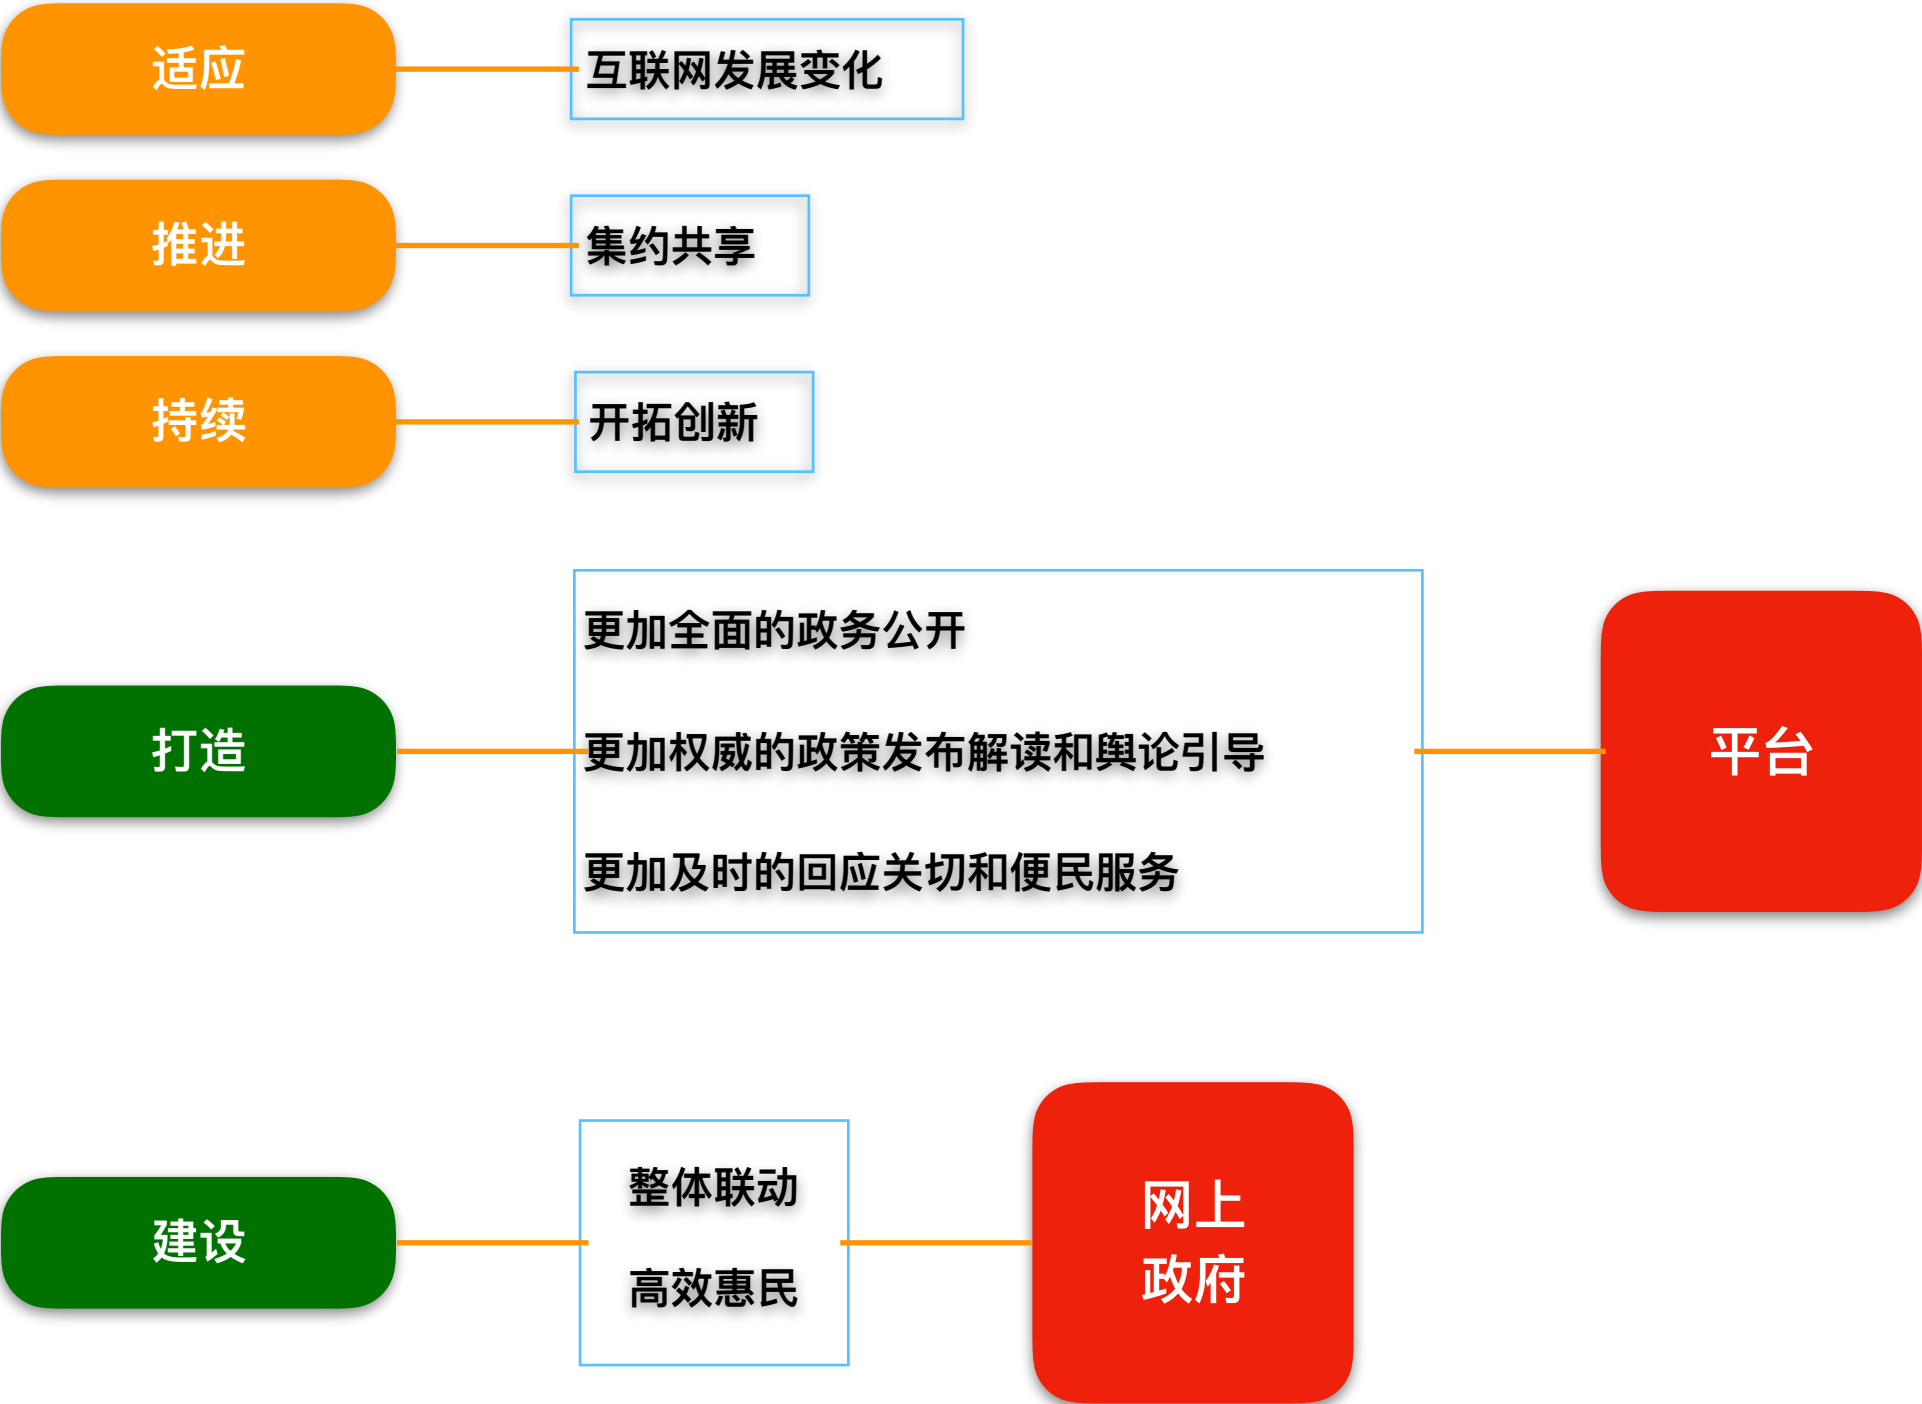 适应
互联网发展变化
推进
集约共享
持续
开拓创新
更加全面的政务公开
打造
更加权威的政策发布解读和舆论引导
平台
更加及时的回应关切和便民服务
建设
整体联动
高效惠民
网上
政府